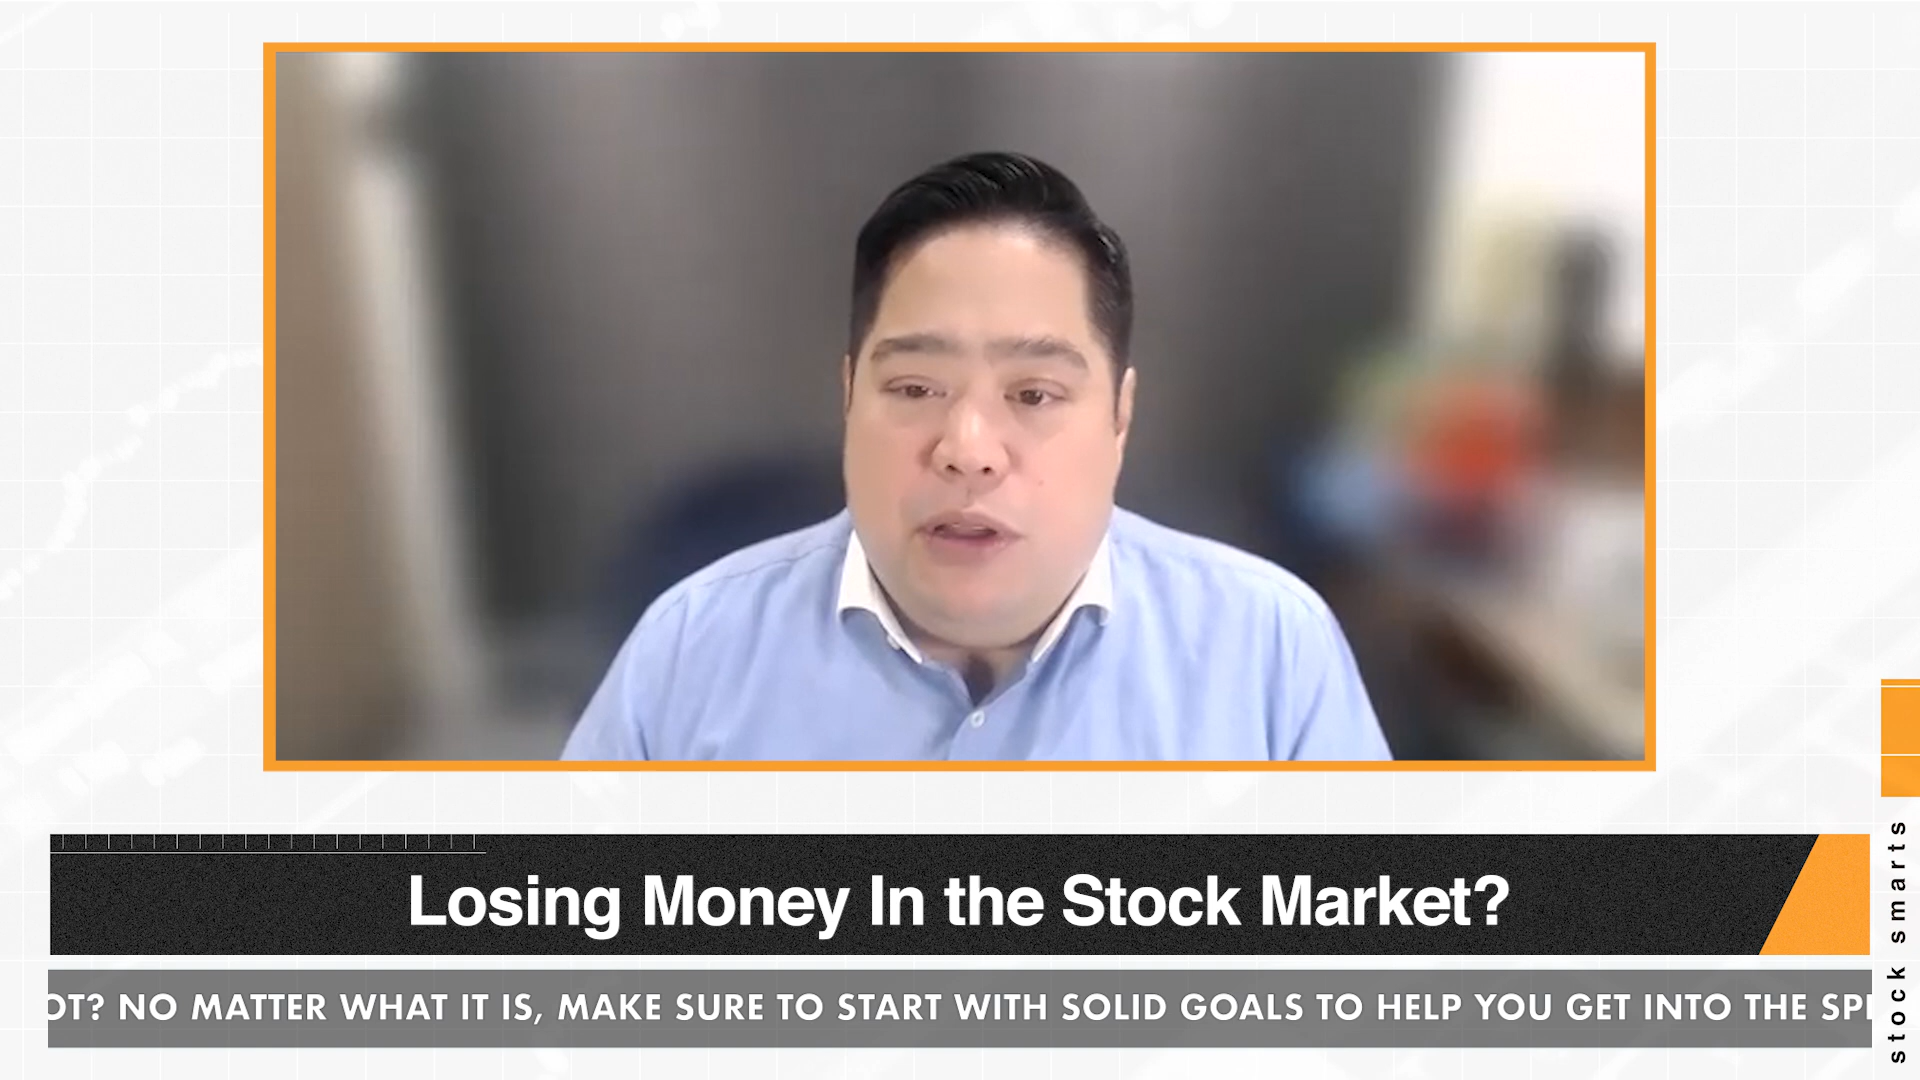 Losing Money In the Stock Market?
OT? NO MATTER WHAT IT IS, MAKE SURE TO START WITH SOLID GOALS TO HELP YOU GET INTO THE
stock smarts